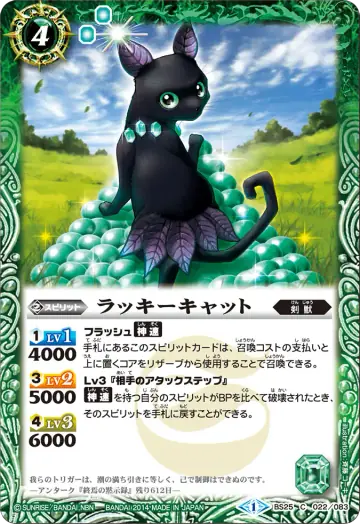 4
ラッキーキャット
スピリット
剣獣
1 LV1 4000
フラッシュ【神速】
手札にあるこのスピリットカードは、召喚コストの支払いと
上に置くコアをリザーブから使用することで召喚できる。
3 LV2 5000
Lv3『相手のアタックステップ』
【神速】を持つ自分のスピリットがBPを比べて破壊されたとき、
そのスピリットを手札に戻すことができる。
4 LV3 6000
我らのトリガーは、潮の満ち引きに等しく、已に制御はできぬのです。
―アンターク『終焉の黙示録』残り612日―
©SUNRISE/BANDAI,NBN
BANDAI 2014 MADE IN JAPAN
1
BS25 C 022/083